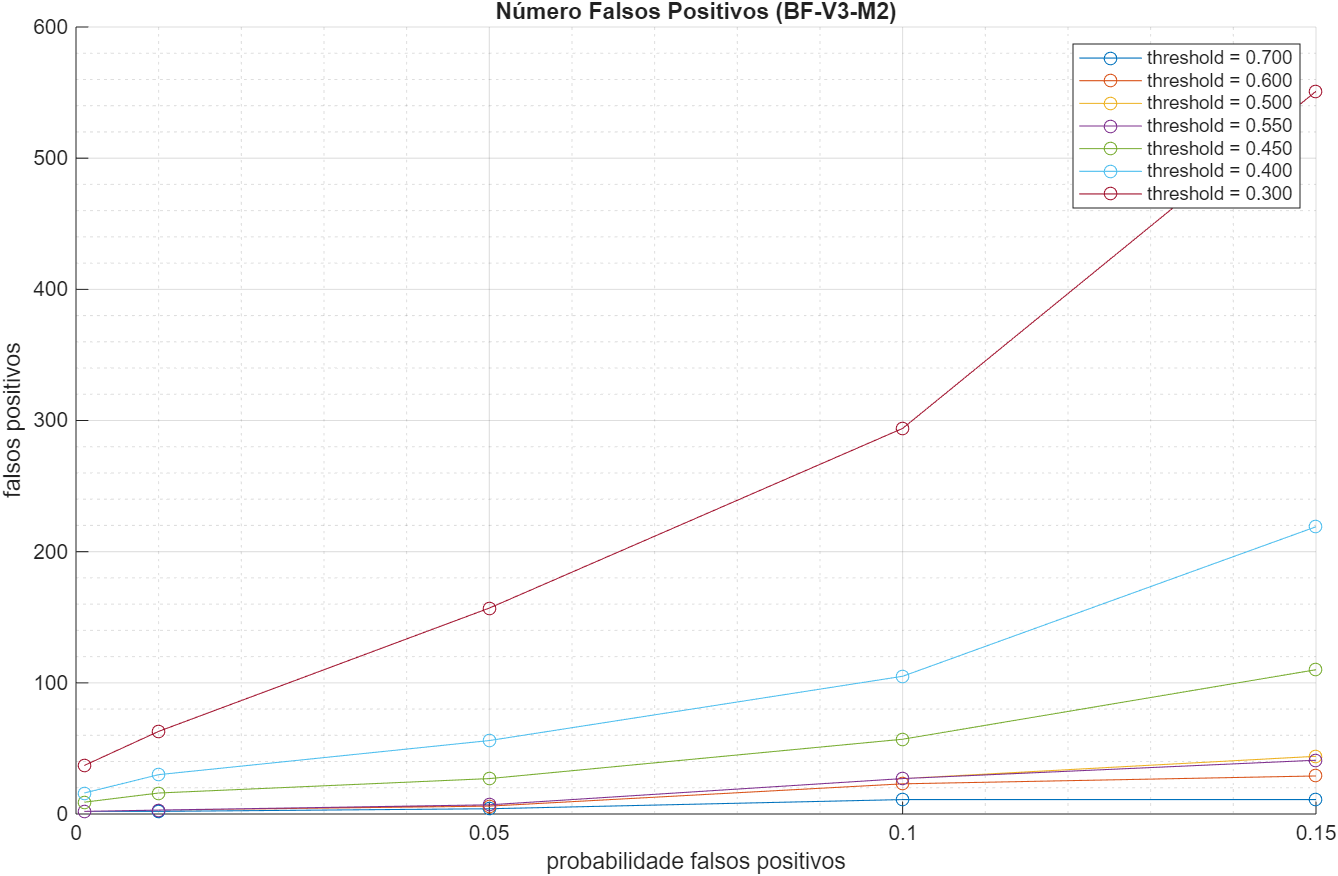 Número Falsos Positivos (BF-V3-M2)
600
500
400
300
200
100
0
falsos positivos
threshold = 0.700
threshold = 0.600
threshold = 0.500
threshold = 0.550
threshold = 0.450
threshold = 0.400
threshold = 0.300
0
0.05
0.1
0.15
probabilidade falsos positivos